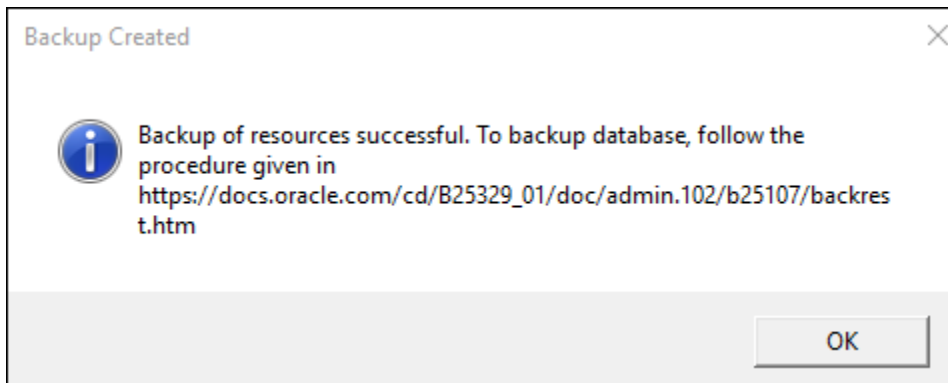 Backup Created
Backup of resources successful. To backup database, follow the
procedure given in
https://docs.oracle.com/cd/B25329_01/doc/admin.102/b25107/backres
t.htm
OK